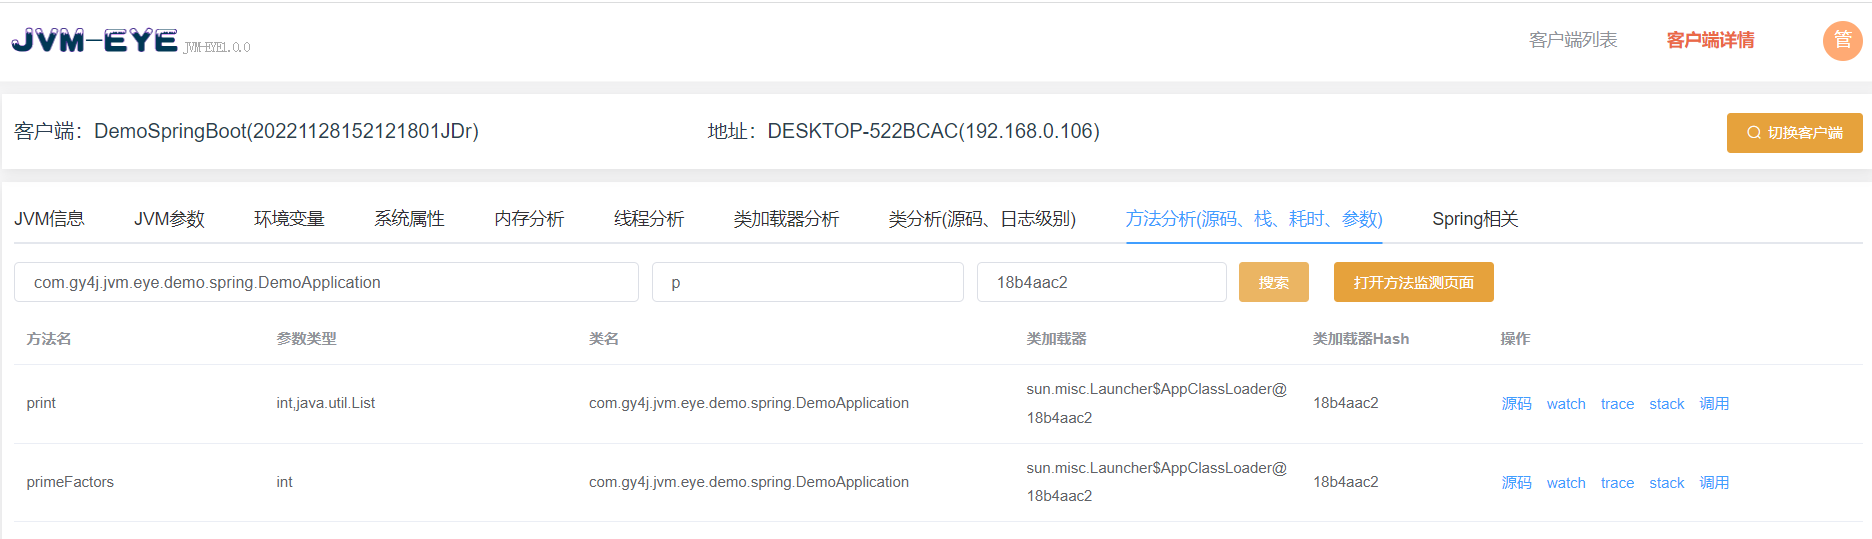 JVM-EYE JVM-EYE1.0.0 客户端列表 客户端详情 管
客户端：DemoSpringBoot(20221128152121801JDr) 地址：DESKTOP-522BCAC(192.168.0.106) 切换客户端
JVM信息 JVM参数 环境变量 系统属性 内存分析 线程分析 类加载器分析 类分析(源码、日志级别) 方法分析(源码、栈、耗时、参数) Spring相关
com.gy4j.jvm.eye.demo.spring.DemoApplication p 18b4aac2 搜索 打开方法监测页面
方法名 参数类型 类名 类加载器 类加载器Hash 操作
print int,java.util.List com.gy4j.jvm.eye.demo.spring.DemoApplication sun.misc.Launcher$AppClassLoader@
18b4aac2 18b4aac2 源码 watch trace stack 调用
primeFactors int com.gy4j.jvm.eye.demo.spring.DemoApplication sun.misc.Launcher$AppClassLoader@
18b4aac2 18b4aac2 源码 watch trace stack 调用